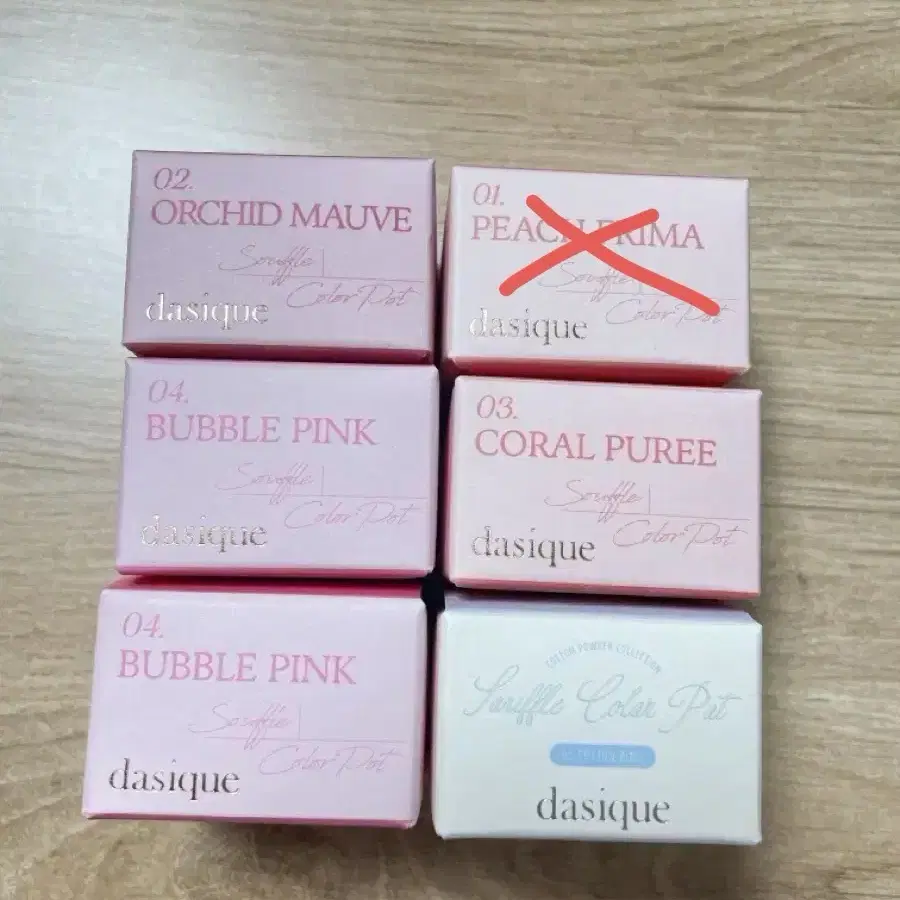 02.
ORCHID MAUVE
Souffle
Color Pot
dasique
01.
PEACH PRIMA
Souffle
Color Pot
dasique
04.
BUBBLE PINK
Souffle
Color Pot
dasique
03.
CORAL PUREE
Souffle
Color Pot
dasique
04.
BUBBLE PINK
Souffle
Color Pot
dasique
COTTON POWDER COLLECTION
Souffle Color Pot
dasique